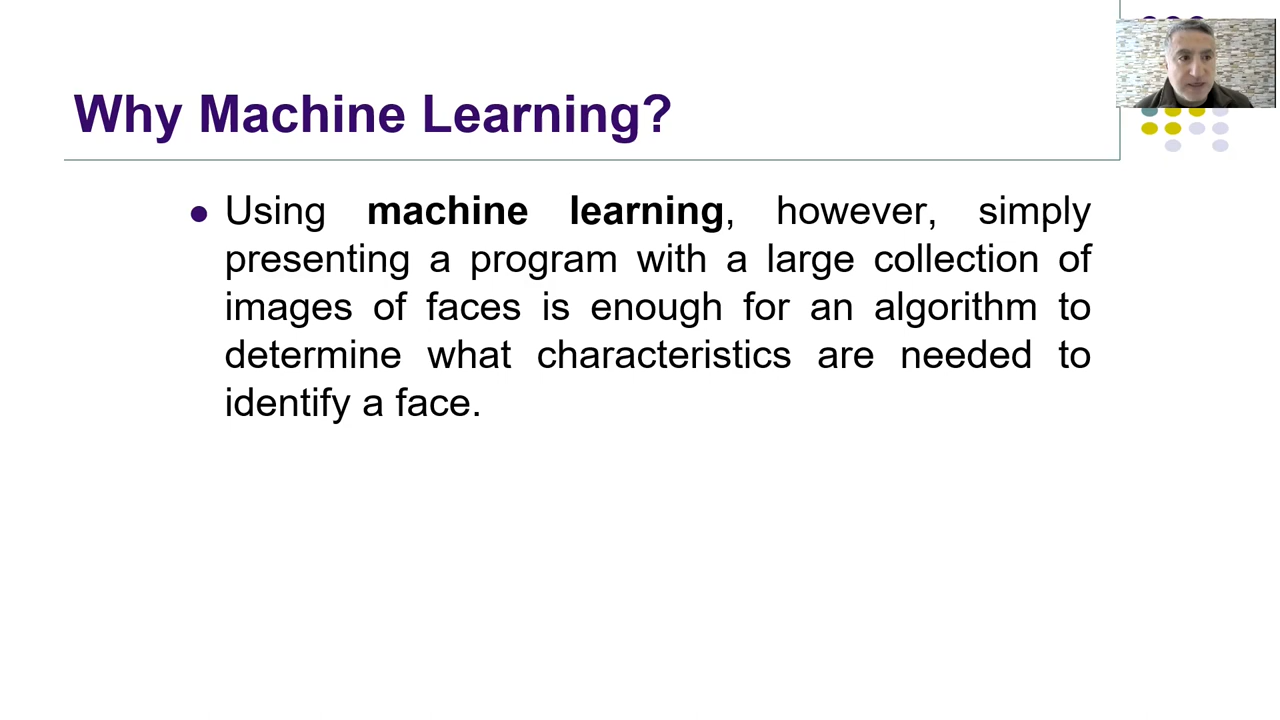 Why Machine Learning?
Using machine learning, however, simply
presenting a program with a large collection of
images of faces is enough for an algorithm to
determine what characteristics are needed to
identify a face.